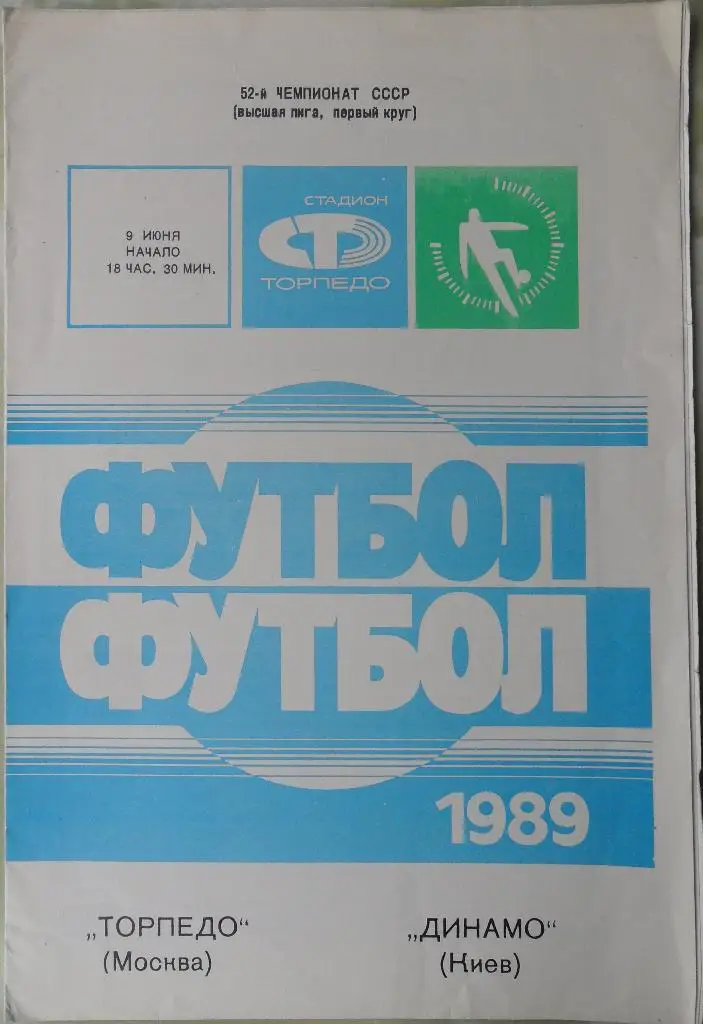 52-й ЧЕМПИОНАТ СССР
(высшая лига, первый круг)
9 ИЮНЯ
НАЧАЛО
18 ЧАС. 30 МИН.
СТАДИОН
ТОРПЕДО
ФУТБОЛ
ФУТБОЛ
1989
„ТОРПЕДО“
(Москва)
„ДИНАМО“
(Киев)